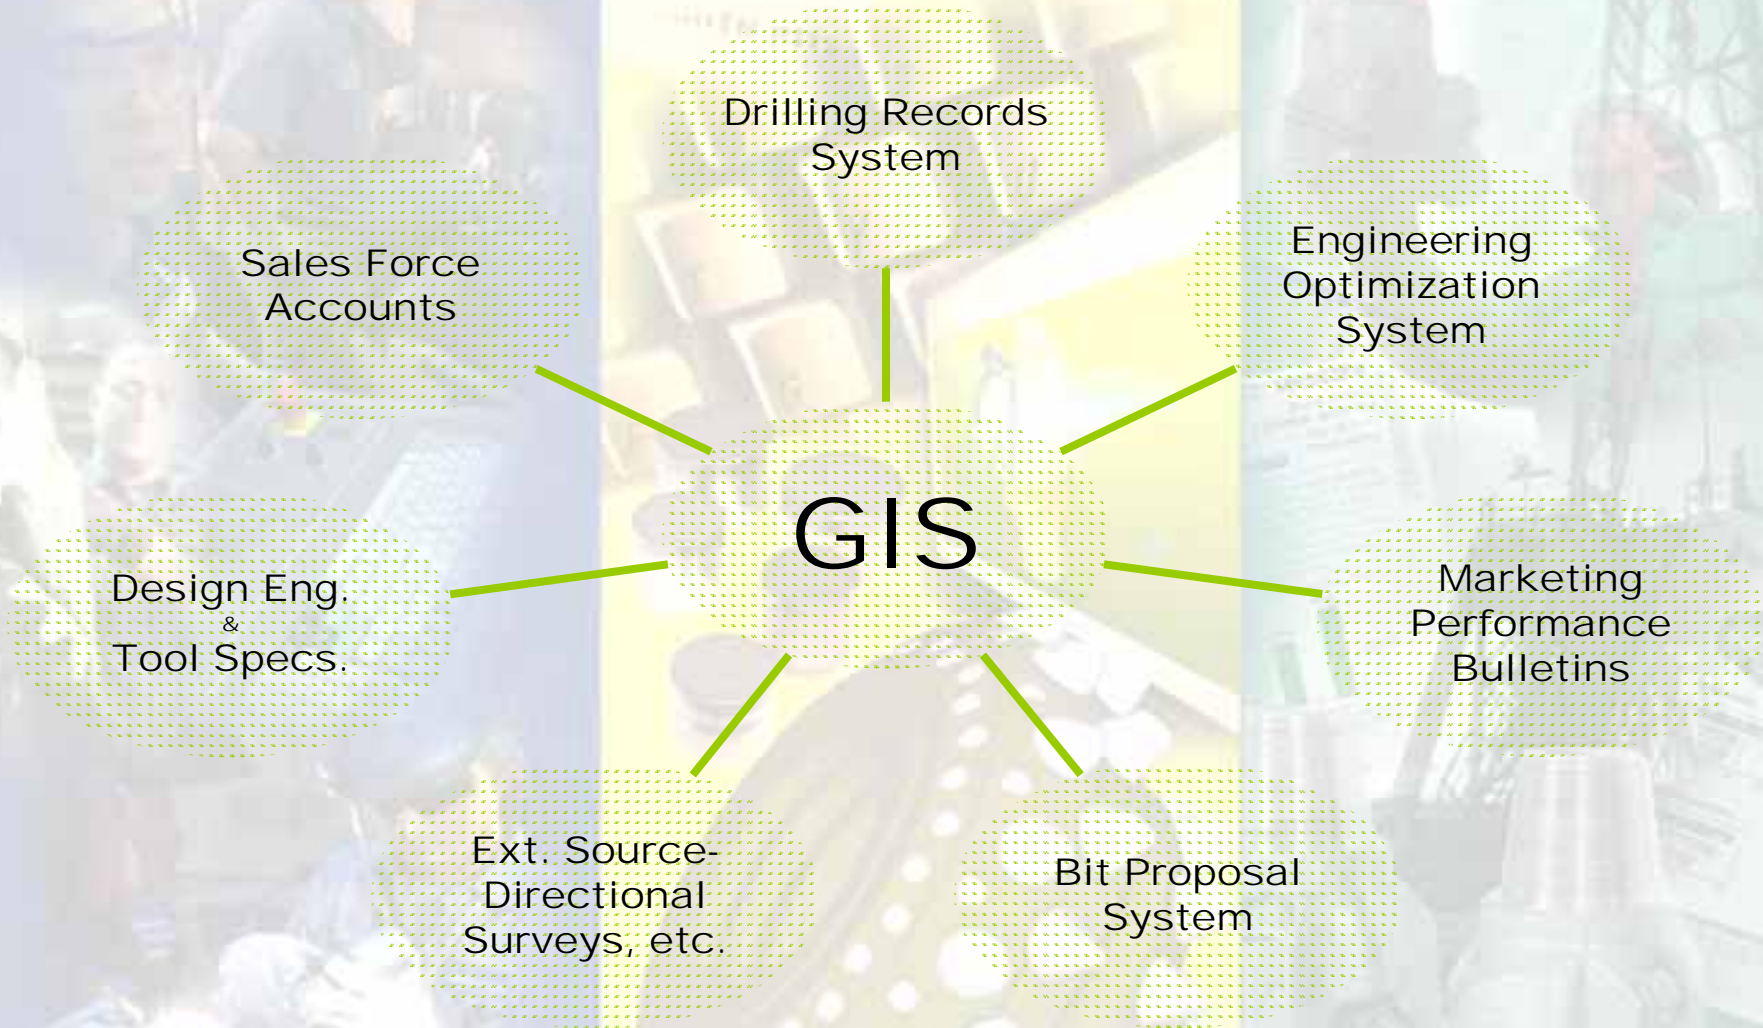 Drilling Records
System
Sales Force
Accounts
Engineering
Optimization
System
GIS
Design Eng.
&
Tool Specs.
Marketing
Performance
Bulletins
Ext. Source-
Directional
Surveys, etc.
Bit Proposal
System